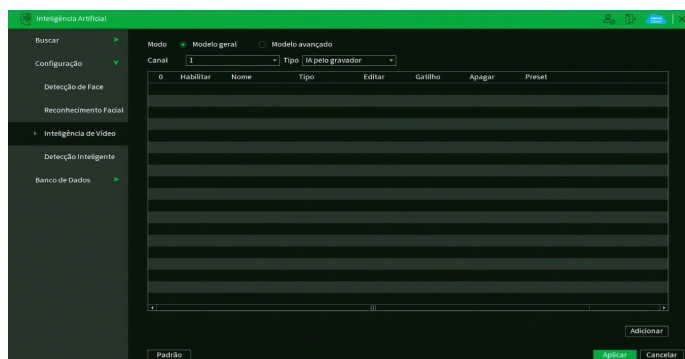 Inteligência Artificial
Buscar
Configuração
Detecção de Face
Reconhecimento Facial
Inteligência de Vídeo
Detecção Inteligente
Banco de Dados
Modo Modelo geral Modelo avançado
Canal 1 Tipo IA pelo gravador
0 Habilitar Nome Tipo Editar Gatilho Apagar Preset
Adicionar
Padrão Aplicar Cancelar